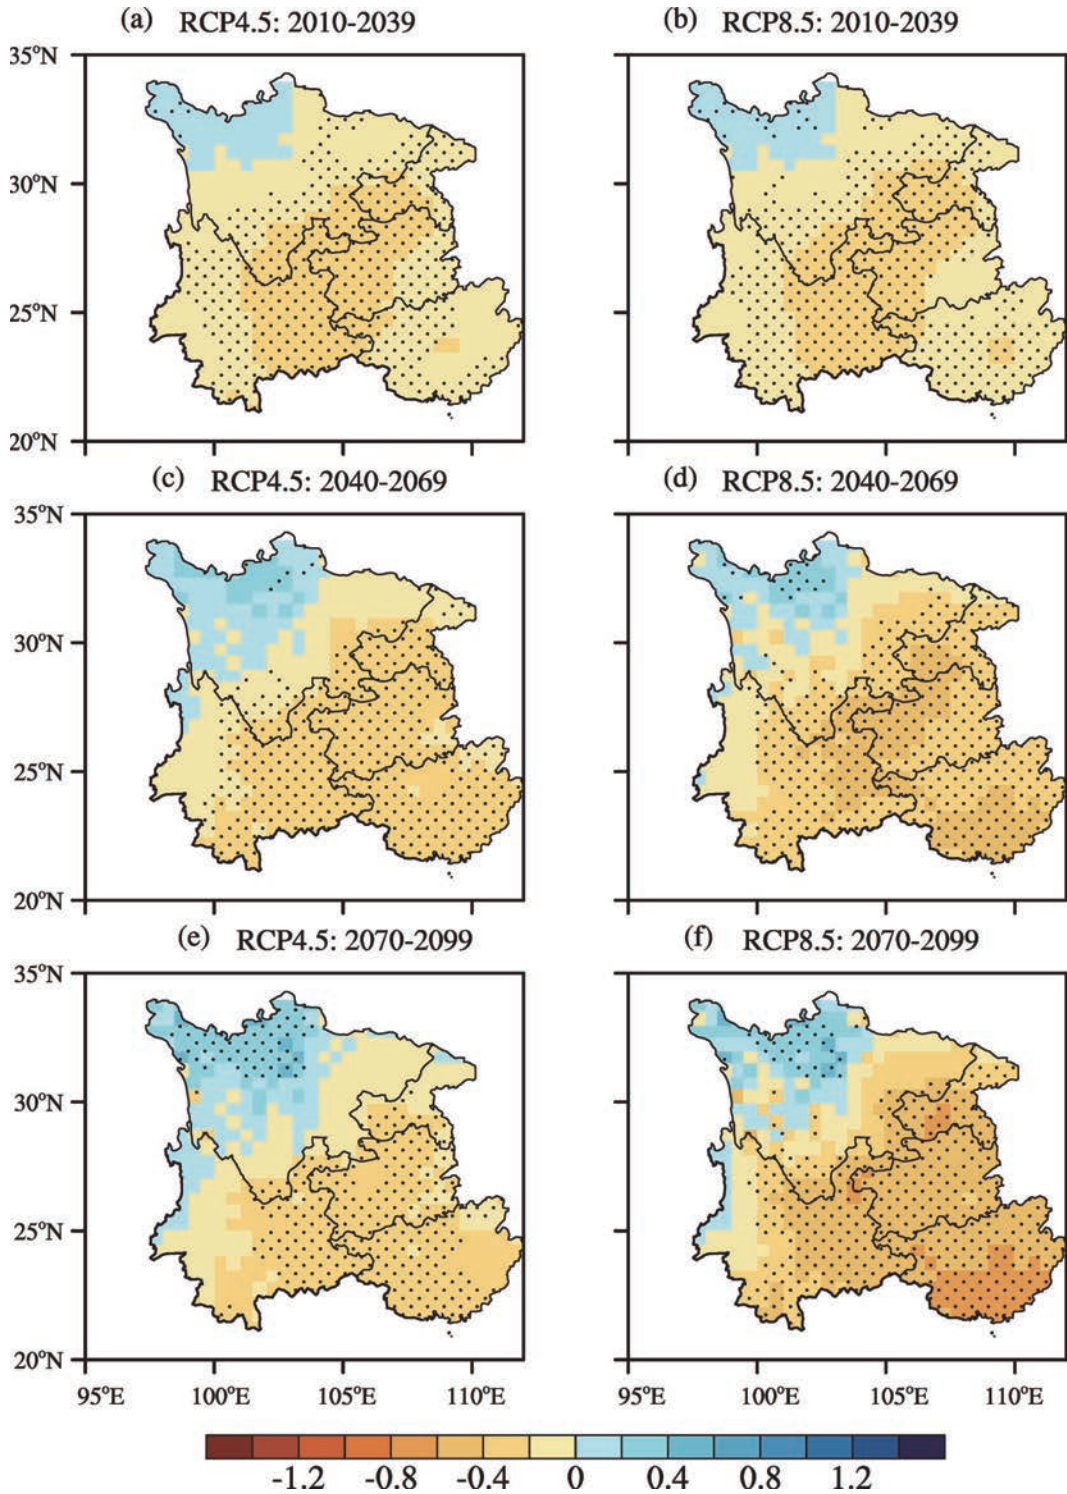 (a) RCP4.5: 2010-2039
(b) RCP8.5: 2010-2039
35°N
30°N
25°N
20°N
(c) RCP4.5: 2040-2069
(d) RCP8.5: 2040-2069
35°N
30°N
25°N
20°N
(e) RCP4.5: 2070-2099
(f) RCP8.5: 2070-2099
35°N
30°N
25°N
20°N
95°E 100°E 105°E 110°E
95°E 100°E 105°E 110°E
-1.2 -0.8 -0.4 0 0.4 0.8 1.2